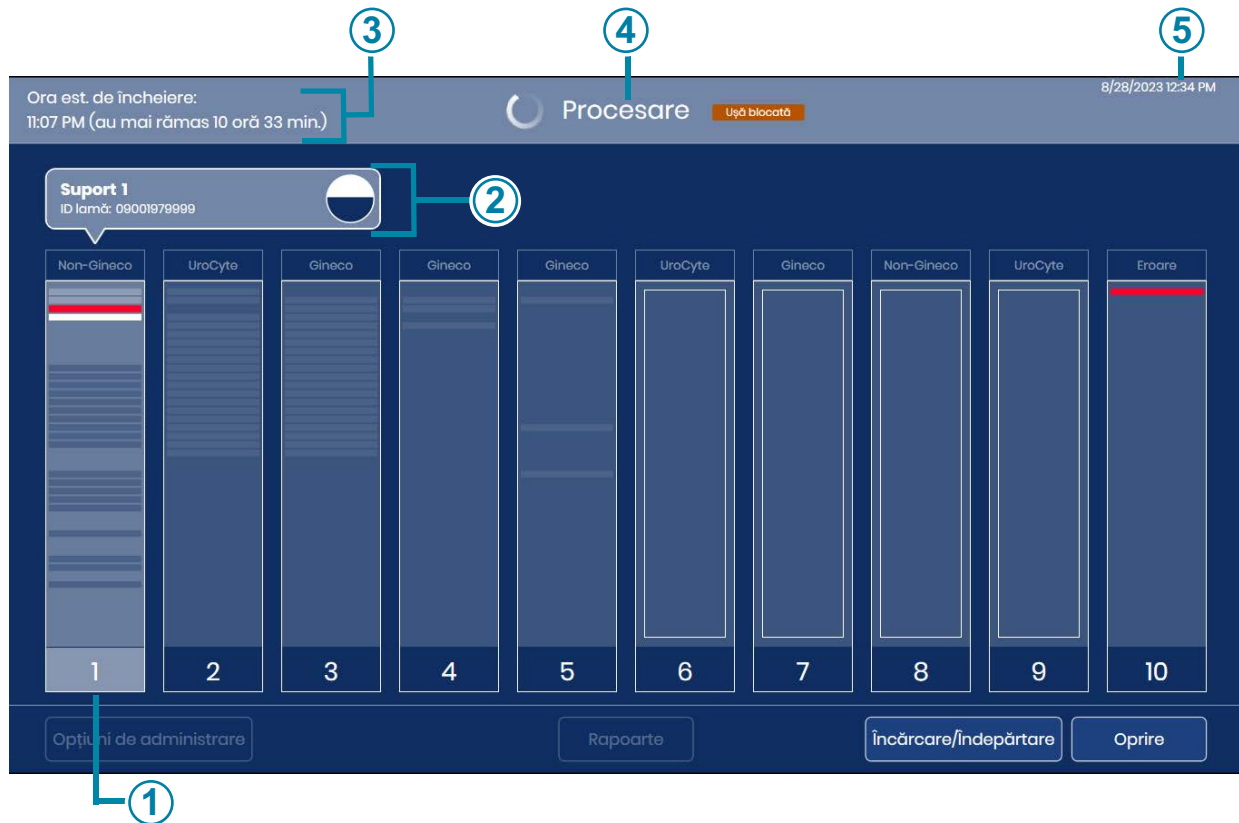 3
4
5
Ora est. de încheiere:
11:07 PM (au mai rămas 10 oră 33 min.)
Procesare
Ușă blocată
8/28/2023 12:34 PM
Suport 1
ID lamă: 09001979999
2
Non-Gineco
UroCyte
Gineco
Gineco
Gineco
UroCyte
Gineco
Non-Gineco
UroCyte
Eroare
1
2
3
4
5
6
7
8
9
10
Opțiuni de administrare
Rapoarte
Încărcare/Îndepărtare
Oprire
1